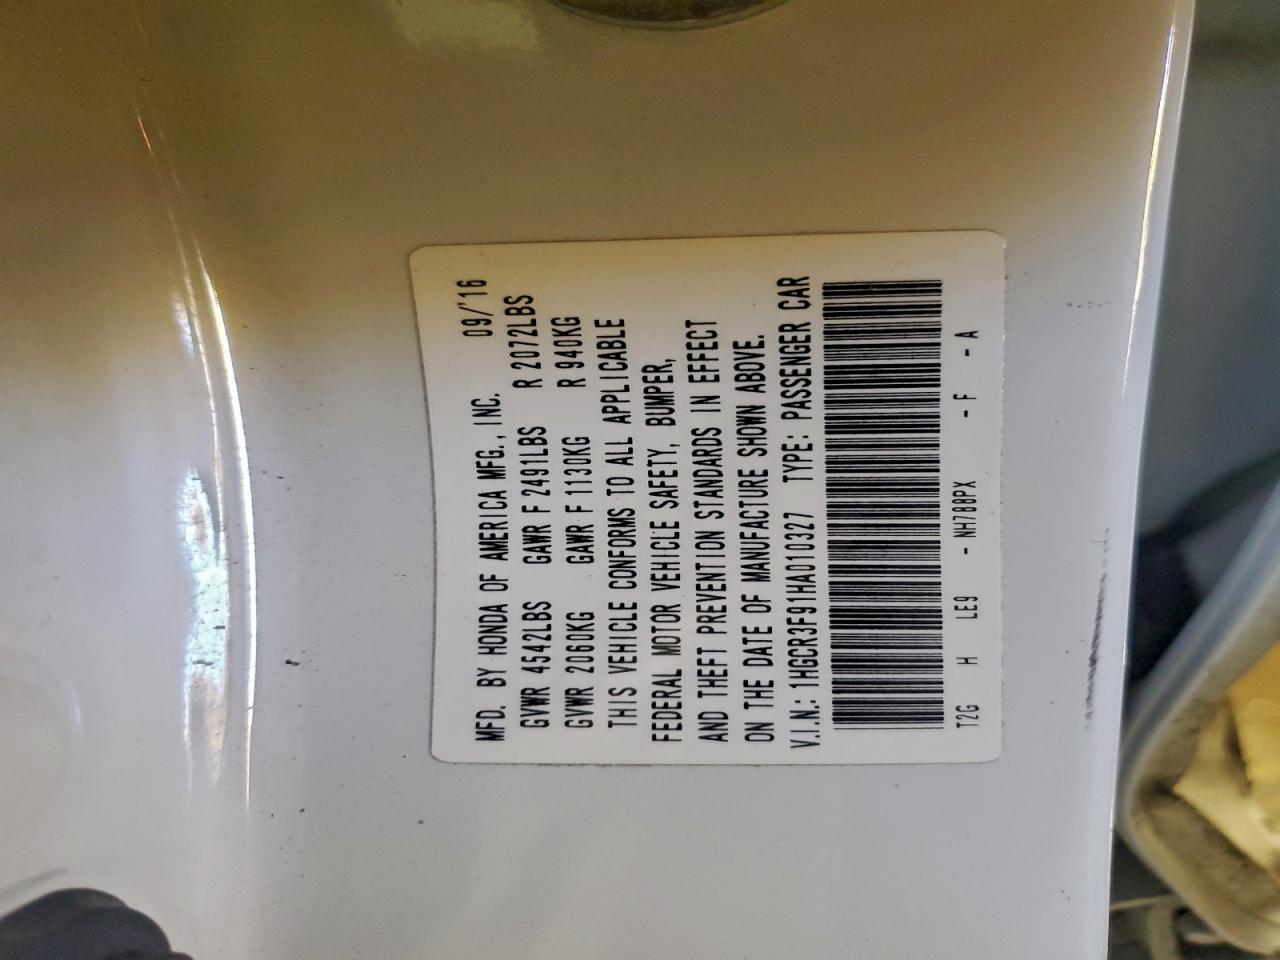 MFD. BY HONDA OF AMERICA MFG., INC. 09/'16
GVWR 4542LBS GAWR F 2491LBS R 2072LBS
GVWR 2060KG GAWR F 1130KG R 940KG
THIS VEHICLE CONFORMS TO ALL APPLICABLE
FEDERAL MOTOR VEHICLE SAFETY, BUMPER,
AND THEFT PREVENTION STANDARDS IN EFFECT
ON THE DATE OF MANUFACTURE SHOWN ABOVE.
V.I.N.: 1HGCR3F91HA010327 TYPE: PASSENGER CAR
T2G H LE9 - NH788PX - F - A